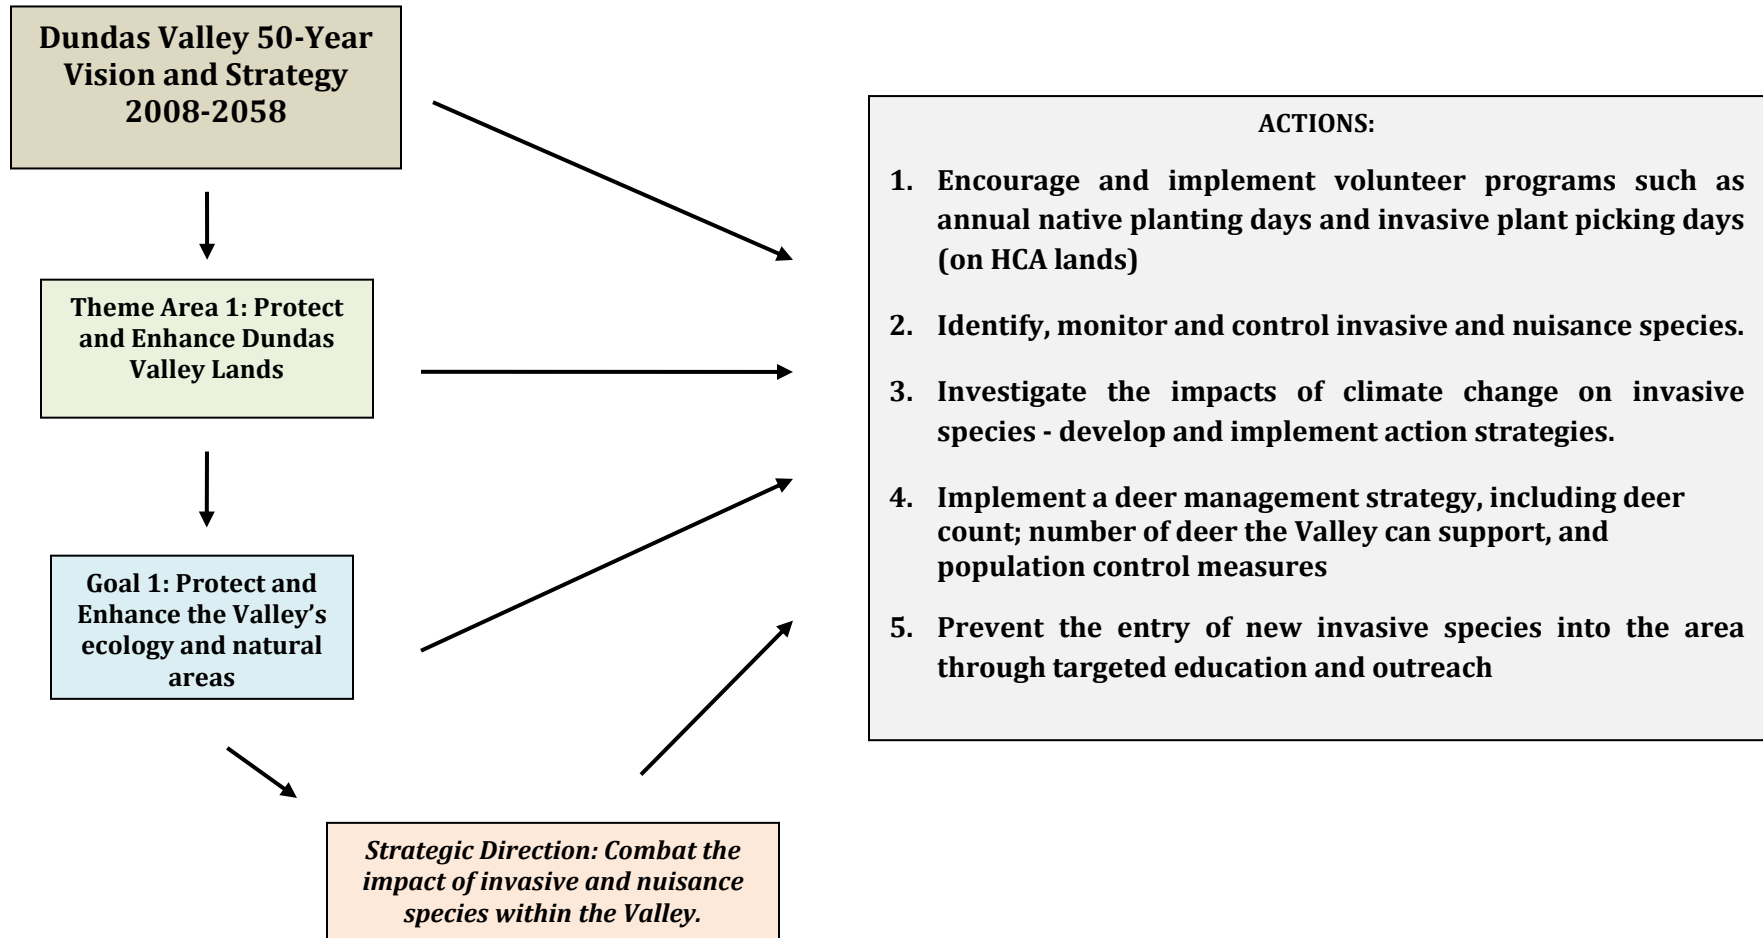 Dundas Valley 50-Year
Vision and Strategy
2008-2058
Theme Area 1: Protect
and Enhance Dundas
Valley Lands
Goal 1: Protect and
Enhance the Valley’s
ecology and natural
areas
Strategic Direction: Combat the
impact of invasive and nuisance
species within the Valley.
ACTIONS:
1. Encourage and implement volunteer programs such as
annual native planting days and invasive plant picking days
(on HCA lands)
2. Identify, monitor and control invasive and nuisance species.
3. Investigate the impacts of climate change on invasive
species - develop and implement action strategies.
4. Implement a deer management strategy, including deer
count; number of deer the Valley can support, and
population control measures
5. Prevent the entry of new invasive species into the area
through targeted education and outreach